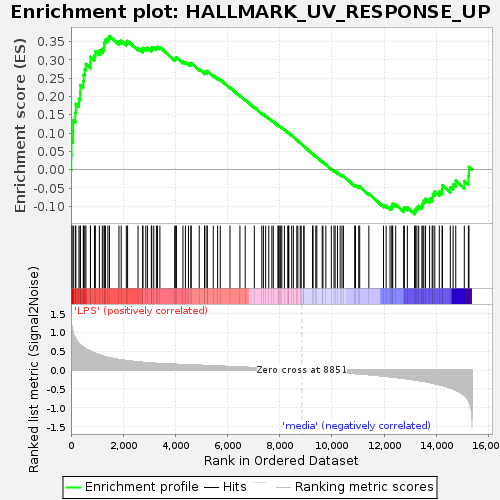 Enrichment plot: HALLMARK_UV_RESPONSE_UP
Enrichment score (ES)
0.35
0.30
0.25
0.20
0.15
0.10
0.05
0.00
-0.05
-0.10
'LPS' (positively correlated)
Ranked list metric (Signal2Noise)
1.5
1.0
0.5
0.0
-0.5
-1.0
-1.5
Zero cross at 8851
'media' (negatively correlated)
0 2,000 4,000 6,000 8,000 10,000 12,000 14,000 16,000
Rank in Ordered Dataset
Enrichment profile Hits Ranking metric scores